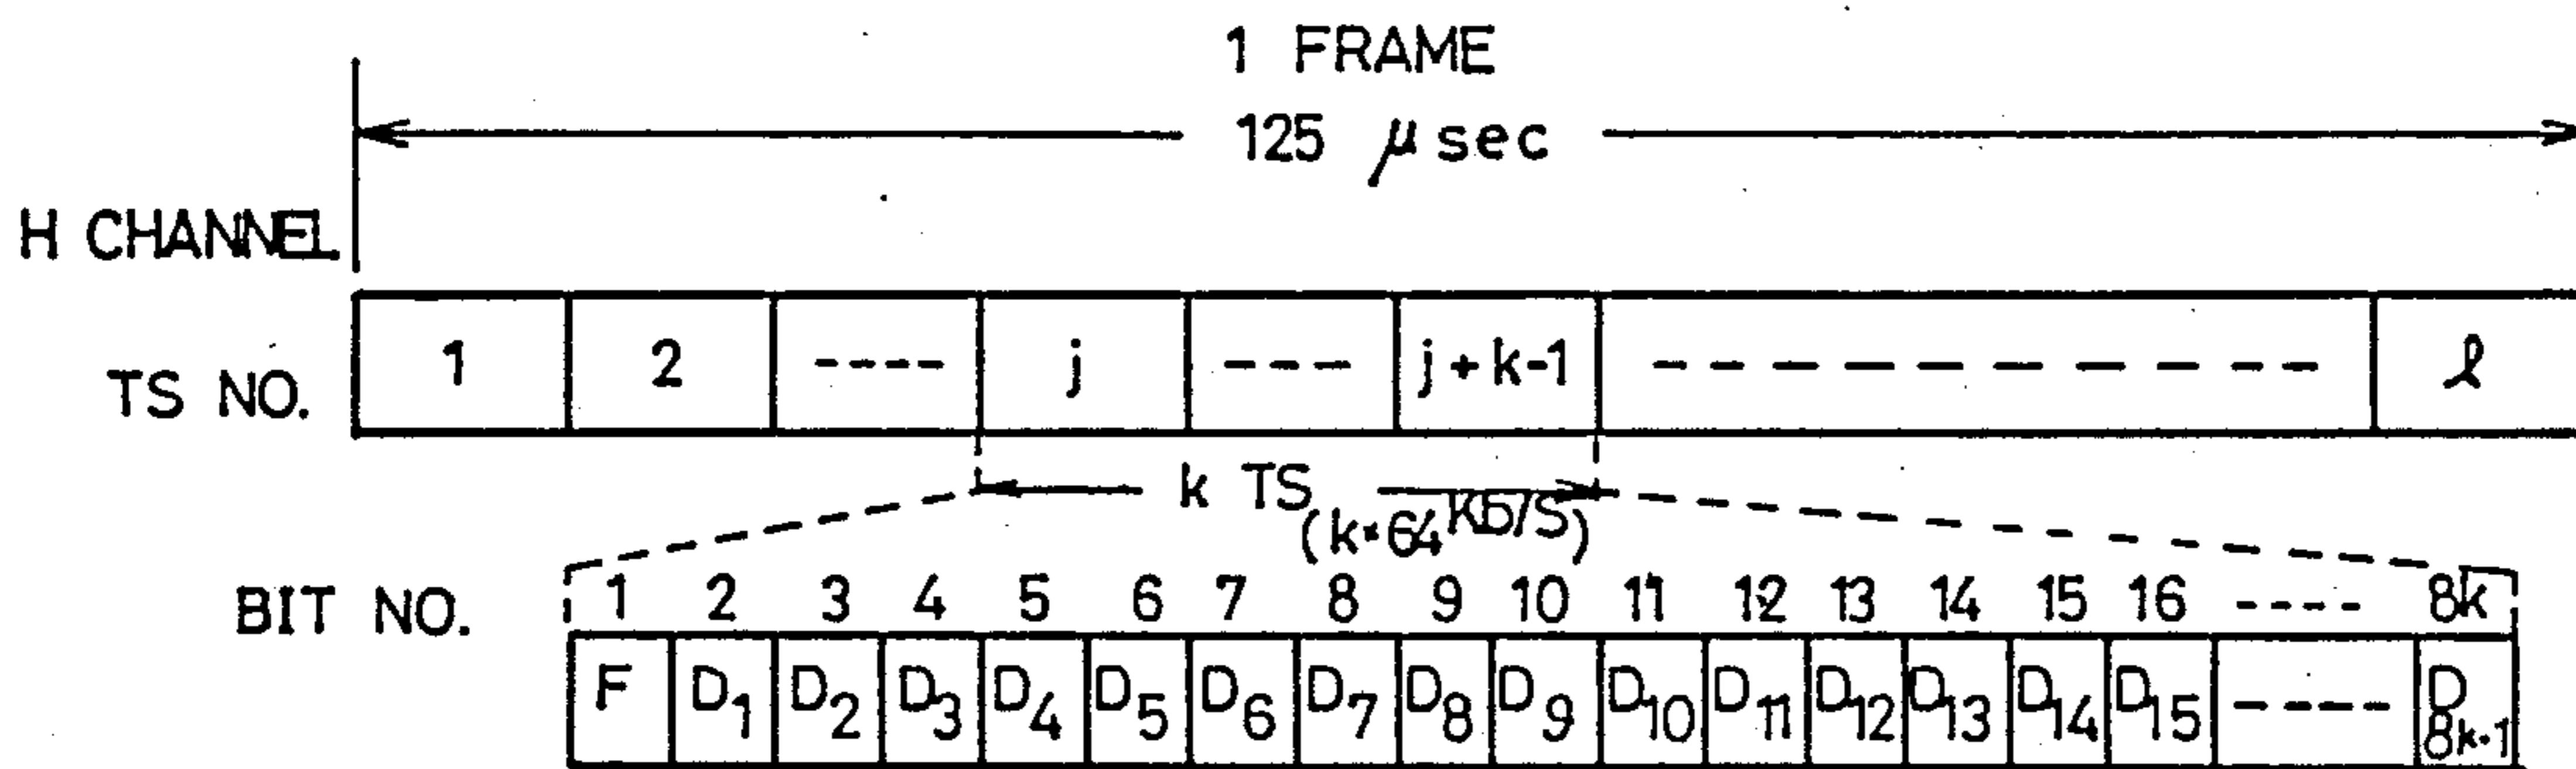 1 FRAME
125 μsec
H CHANNEL
TS NO. 1 2 ---- j ---- j+k-1 ---------- ℓ
k TS
(k·64Kb/S)
BIT NO. 1 2 3 4 5 6 7 8 9 10 11 12 13 14 15 16 ---- 8k
F D1 D2 D3 D4 D5 D6 D7 D8 D9 D10 D11 D12 D13 D14 D15 ----- D8k-1